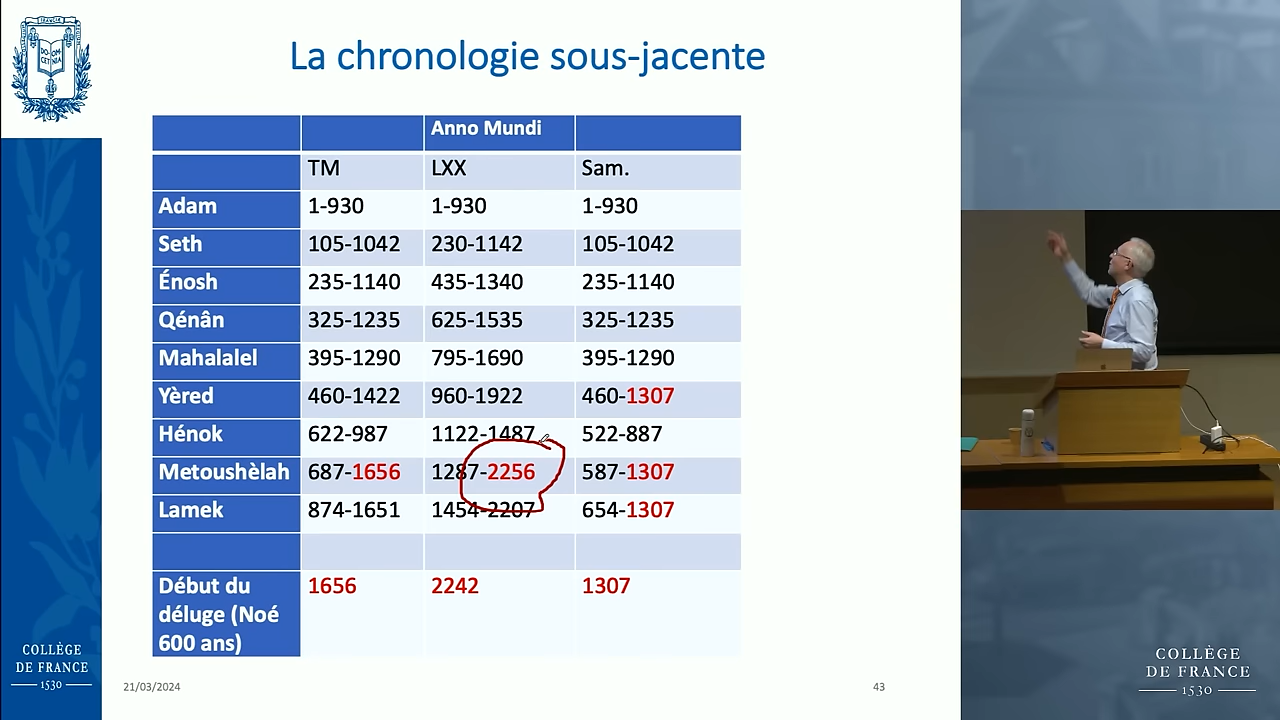 La chronologie sous-jacente
Anno Mundi
TM LXX Sam.
Adam 1-930 1-930 1-930
Seth 105-1042 230-1142 105-1042
Énosh 235-1140 435-1340 235-1140
Qénân 325-1235 625-1535 325-1235
Mahalalel 395-1290 795-1690 395-1290
Yèred 460-1422 960-1922 460-1307
Hénok 622-987 1122-1487 522-887
Metoushèlah 687-1656 1287-2256 587-1307
Lamek 874-1651 1454-2207 654-1307
Début du 1656 2242 1307
déluge (Noé
600 ans)
COLLÈGE
DE FRANCE
1530
21/03/2024
43
COLLÈGE
DE FRANCE
1530